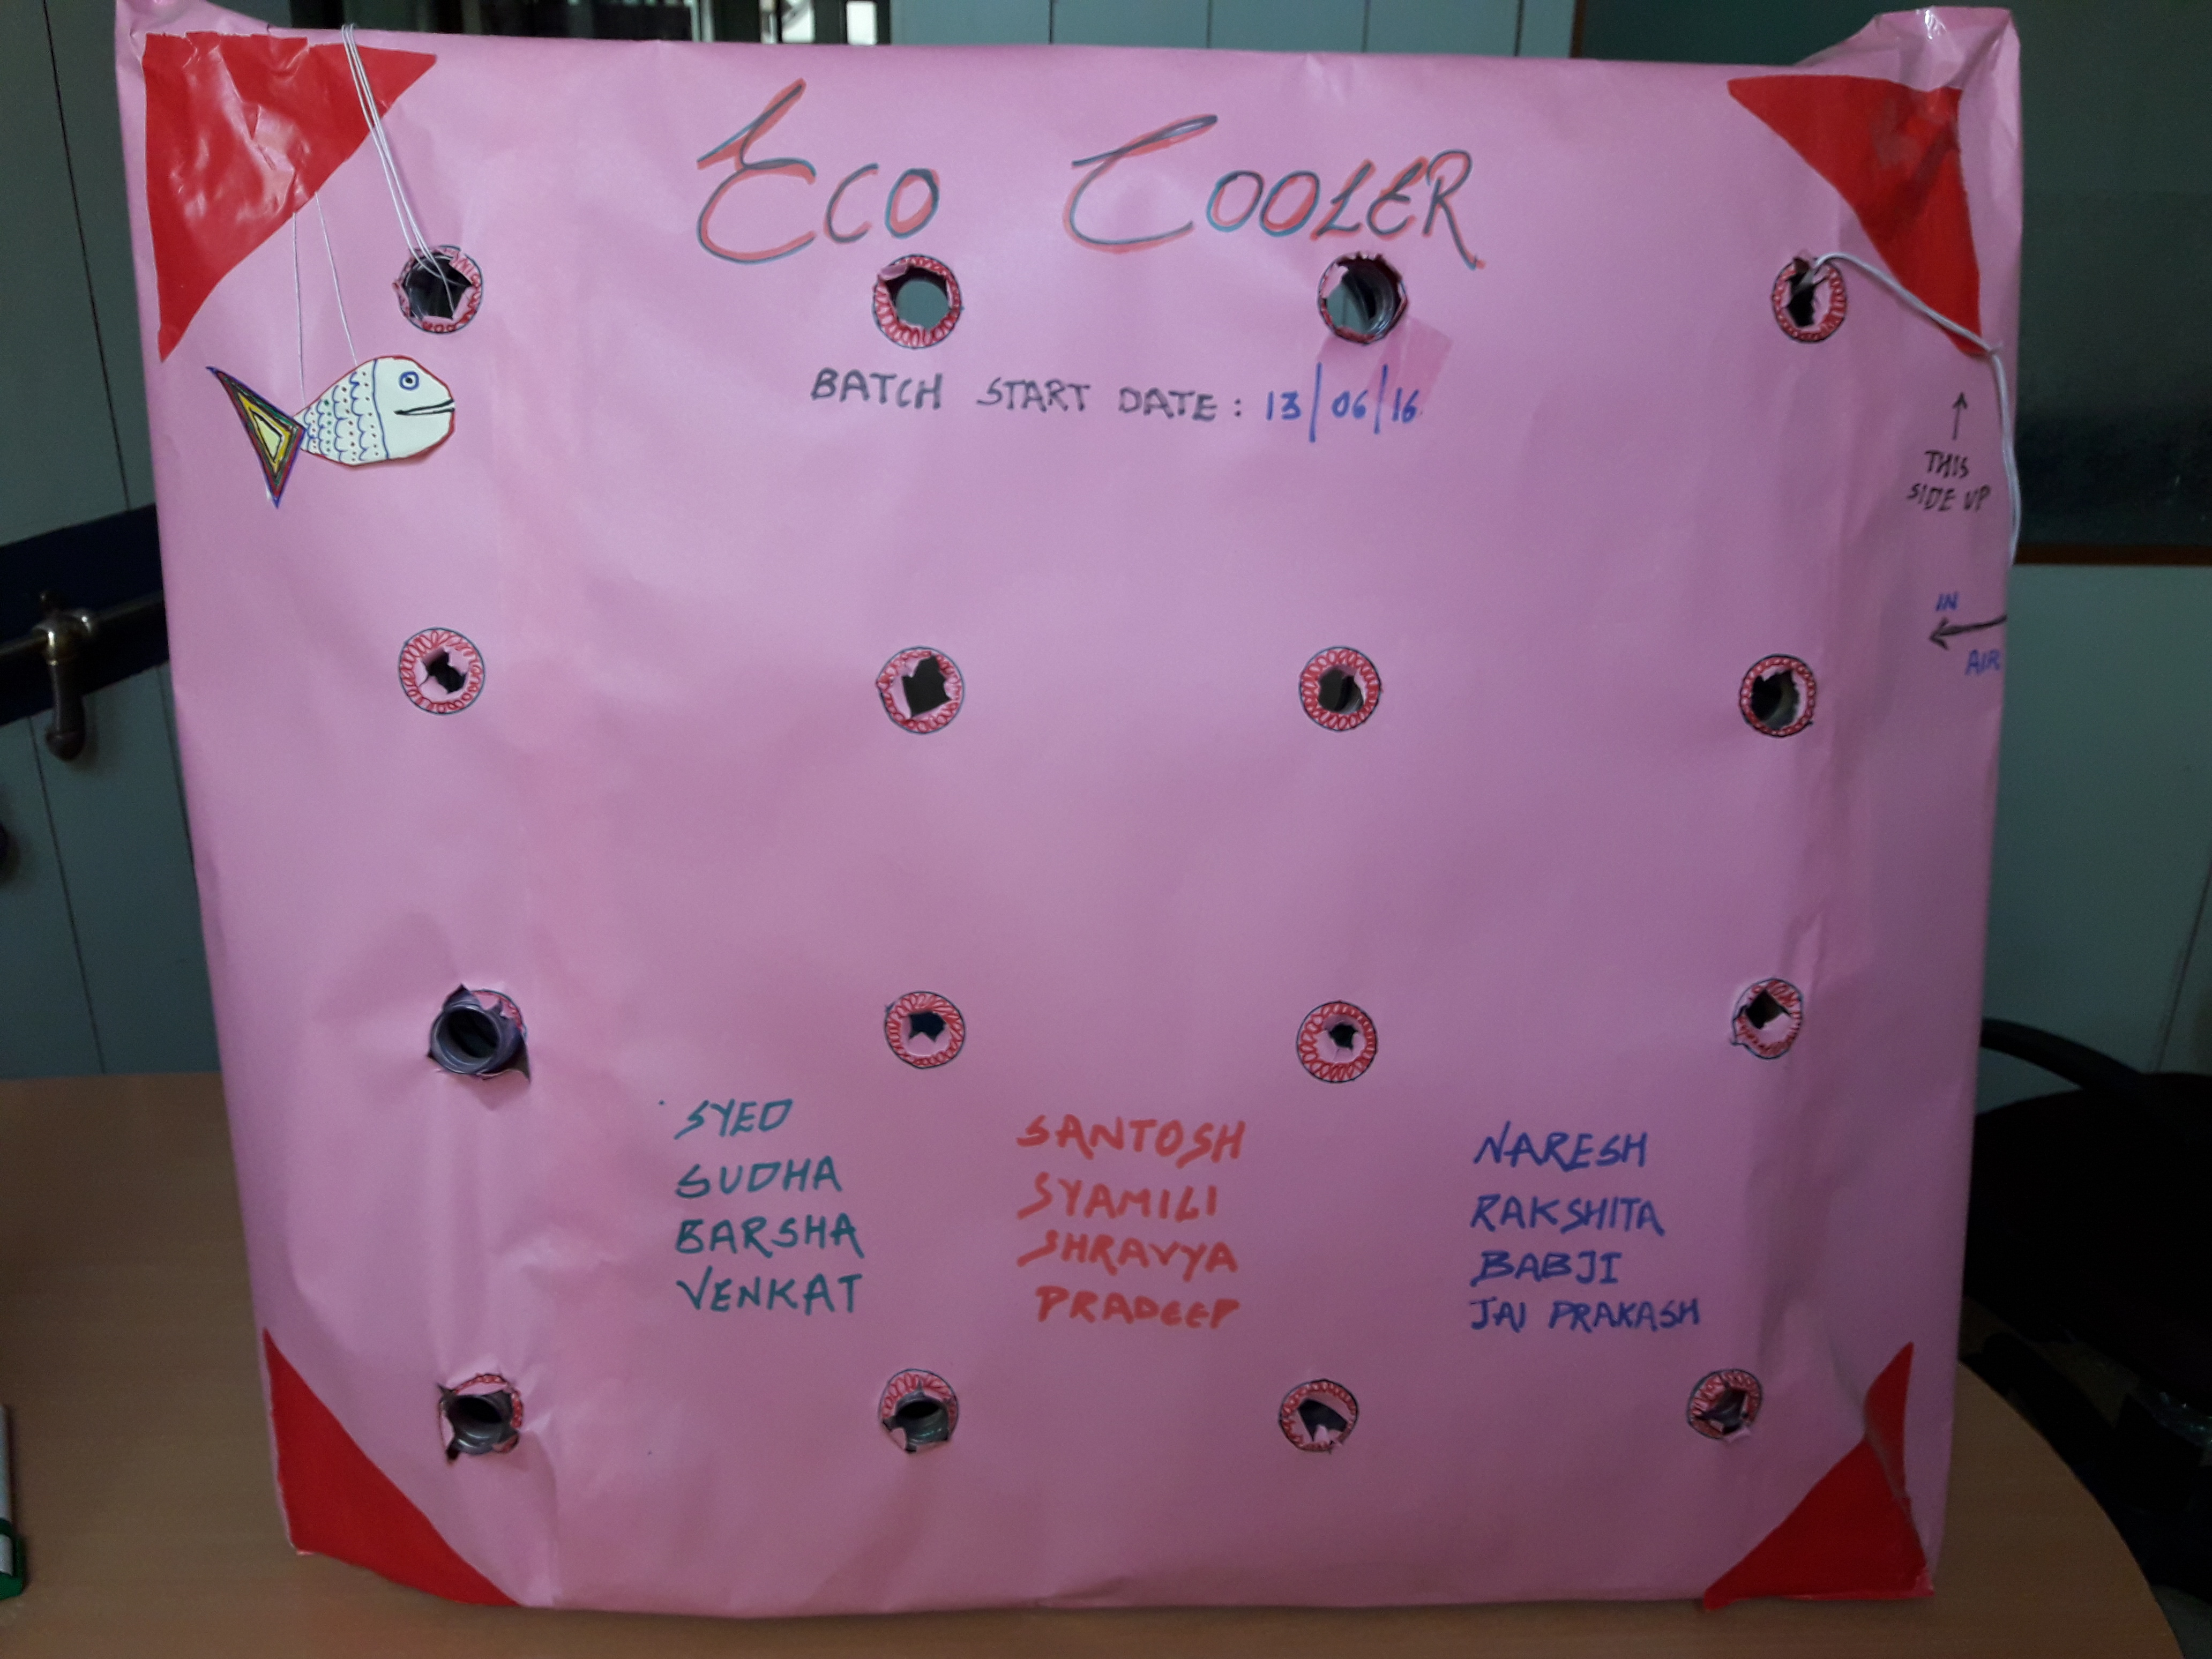 ECO COOLER
BATCH START DATE: 13/06/16
THIS
SIDE UP
IN
AIR
SYED
SUDHA
BARSHA
VENKAT
SANTOSH
SYAMILI
SHRAVYA
PRADEEP
NARESH
RAKSHITA
BABJI
JAI PRAKASH